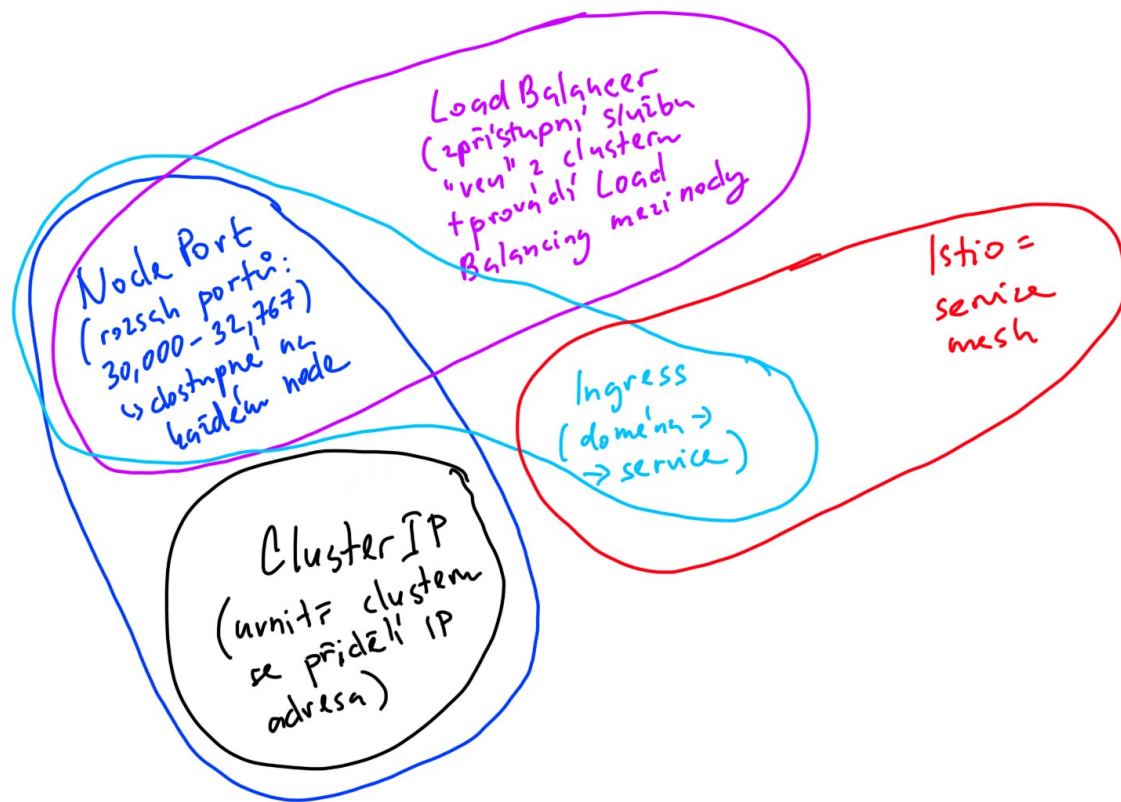 Load Balancer
(zpřístupní službu
"ven" z clusteru
+ provádí Load
Balancing mezi nody
Node Port
(rozsah portů:
30,000-32,767)
↳ dostupné na
každém node
Istio =
service
mesh
Ingress
(doména →
→ service)
Cluster IP
(uvnitř clusteru
se přidělí IP
adresa)